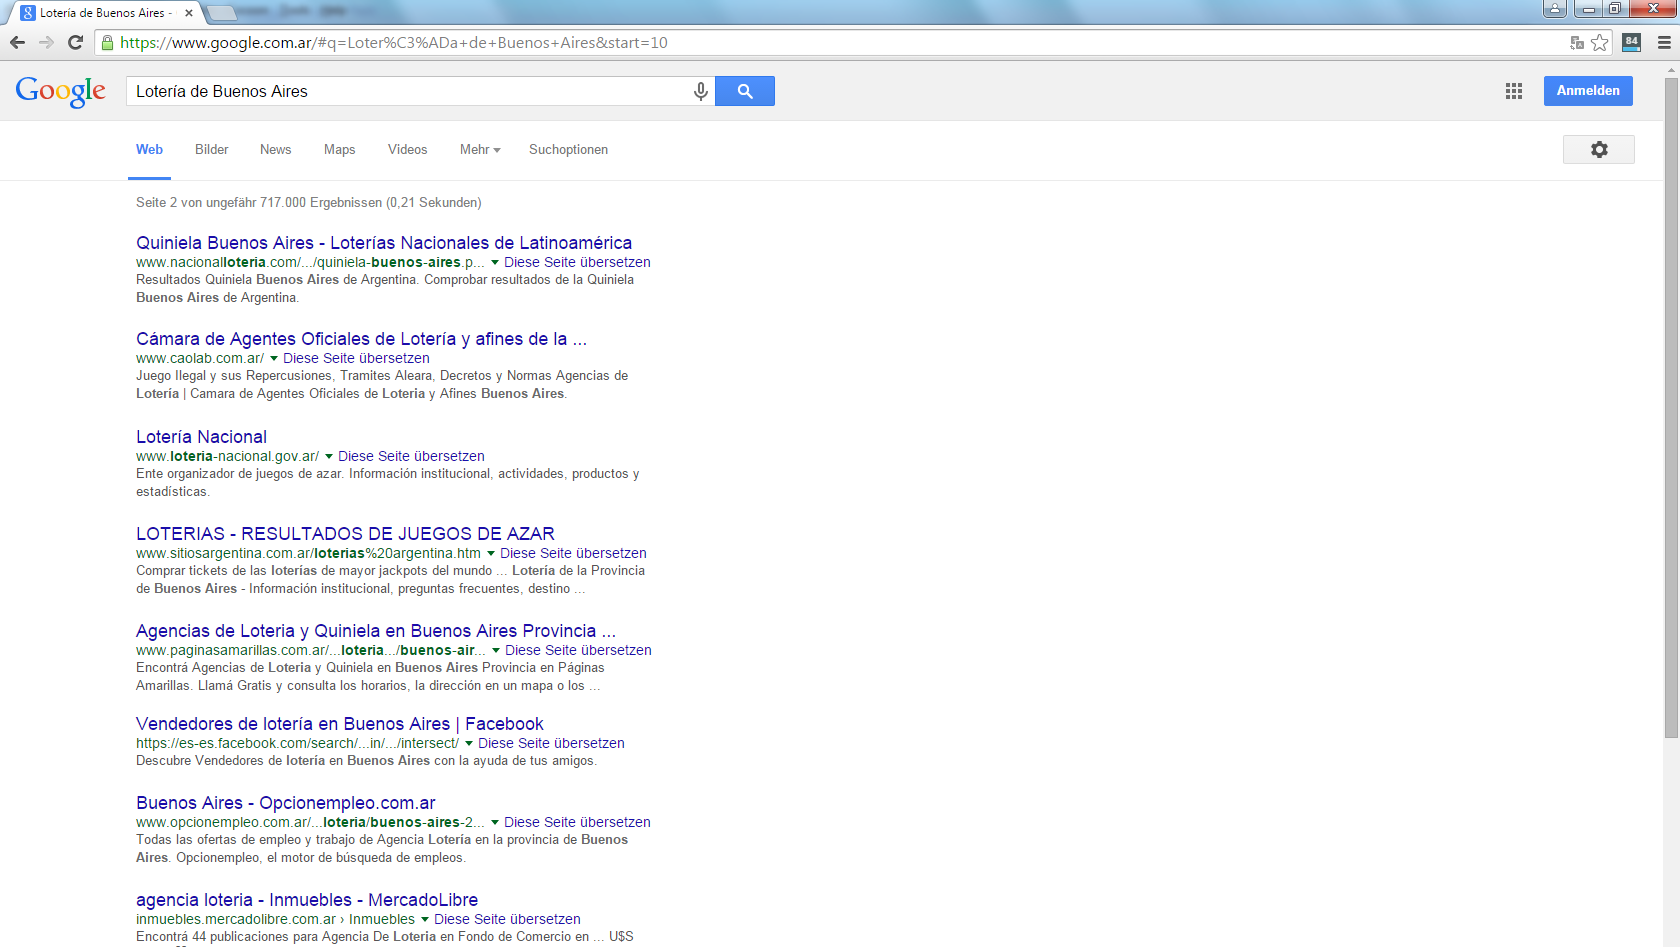 Lotería de Buenos Aires -
https://www.google.com.ar/#q=Loter%C3%ADa+de+Buenos+Aires&start=10
84
Google
Lotería de Buenos Aires
Anmelden
Web Bilder News Maps Videos Mehr Suchoptionen
Seite 2 von ungefähr 717.000 Ergebnissen (0,21 Sekunden)
Quiniela Buenos Aires - Loterías Nacionales de Latinoamérica
www.nacionalloteria.com/.../quiniela-buenos-aires.p... Diese Seite übersetzen
Resultados Quiniela Buenos Aires de Argentina. Comprobar resultados de la Quiniela
Buenos Aires de Argentina.
Cámara de Agentes Oficiales de Lotería y afines de la ...
www.caolab.com.ar/ Diese Seite übersetzen
Juego Ilegal y sus Repercusiones, Tramites Aleara, Decretos y Normas Agencias de
Lotería | Camara de Agentes Oficiales de Loteria y Afines Buenos Aires.
Lotería Nacional
www.loteria-nacional.gov.ar/ Diese Seite übersetzen
Ente organizador de juegos de azar. Información institucional, actividades, productos y
estadísticas.
LOTERIAS - RESULTADOS DE JUEGOS DE AZAR
www.sitiosargentina.com.ar/loterias%20argentina.htm Diese Seite übersetzen
Comprar tickets de las loterías de mayor jackpots del mundo ... Lotería de la Provincia
de Buenos Aires - Información institucional, preguntas frecuentes, destino ...
Agencias de Loteria y Quiniela en Buenos Aires Provincia ...
www.paginasamarillas.com.ar/...loteria.../buenos-air... Diese Seite übersetzen
Encontrá Agencias de Loteria y Quiniela en Buenos Aires Provincia en Páginas
Amarillas. Llamá Gratis y consulta los horarios, la dirección en un mapa o los ...
Vendedores de lotería en Buenos Aires | Facebook
https://es-es.facebook.com/search/...in/.../intersect/ Diese Seite übersetzen
Descubre Vendedores de lotería en Buenos Aires con la ayuda de tus amigos.
Buenos Aires - Opcionempleo.com.ar
www.opcionempleo.com.ar/...loteria/buenos-aires-2... Diese Seite übersetzen
Todas las ofertas de empleo y trabajo de Agencia Lotería en la provincia de Buenos
Aires. Opcionempleo, el motor de búsqueda de empleos.
agencia loteria - Inmuebles - MercadoLibre
inmuebles.mercadolibre.com.ar › Inmuebles Diese Seite übersetzen
Encontrá 44 publicaciones para Agencia De Loteria en Fondo de Comercio en ... U$S